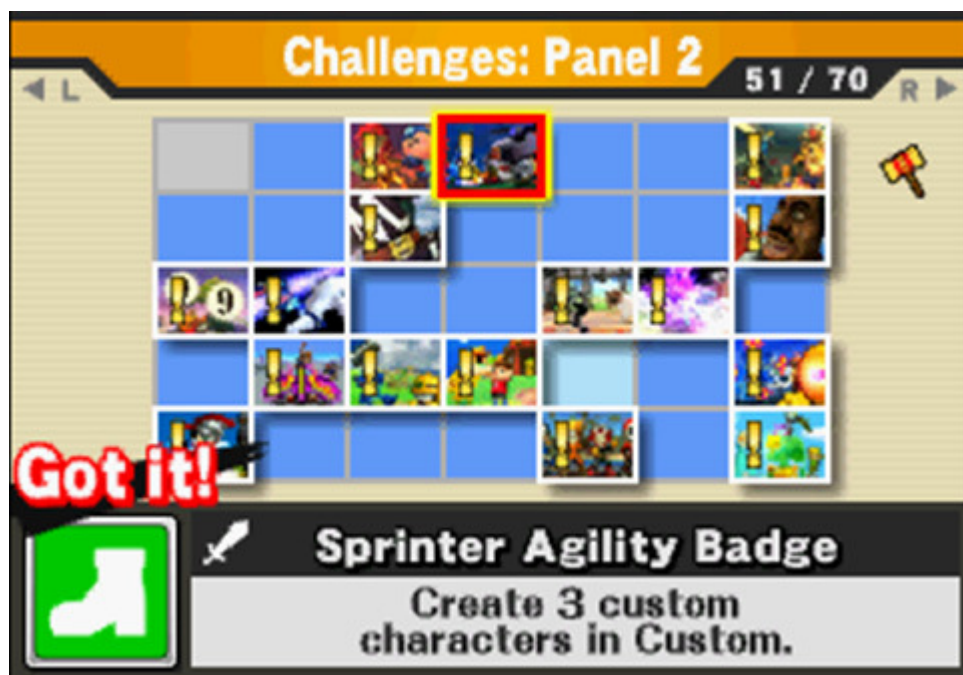 Challenges: Panel 2
51 / 70
L
R
9
Got it!
Sprinter Agility Badge
Create 3 custom
characters in Custom.